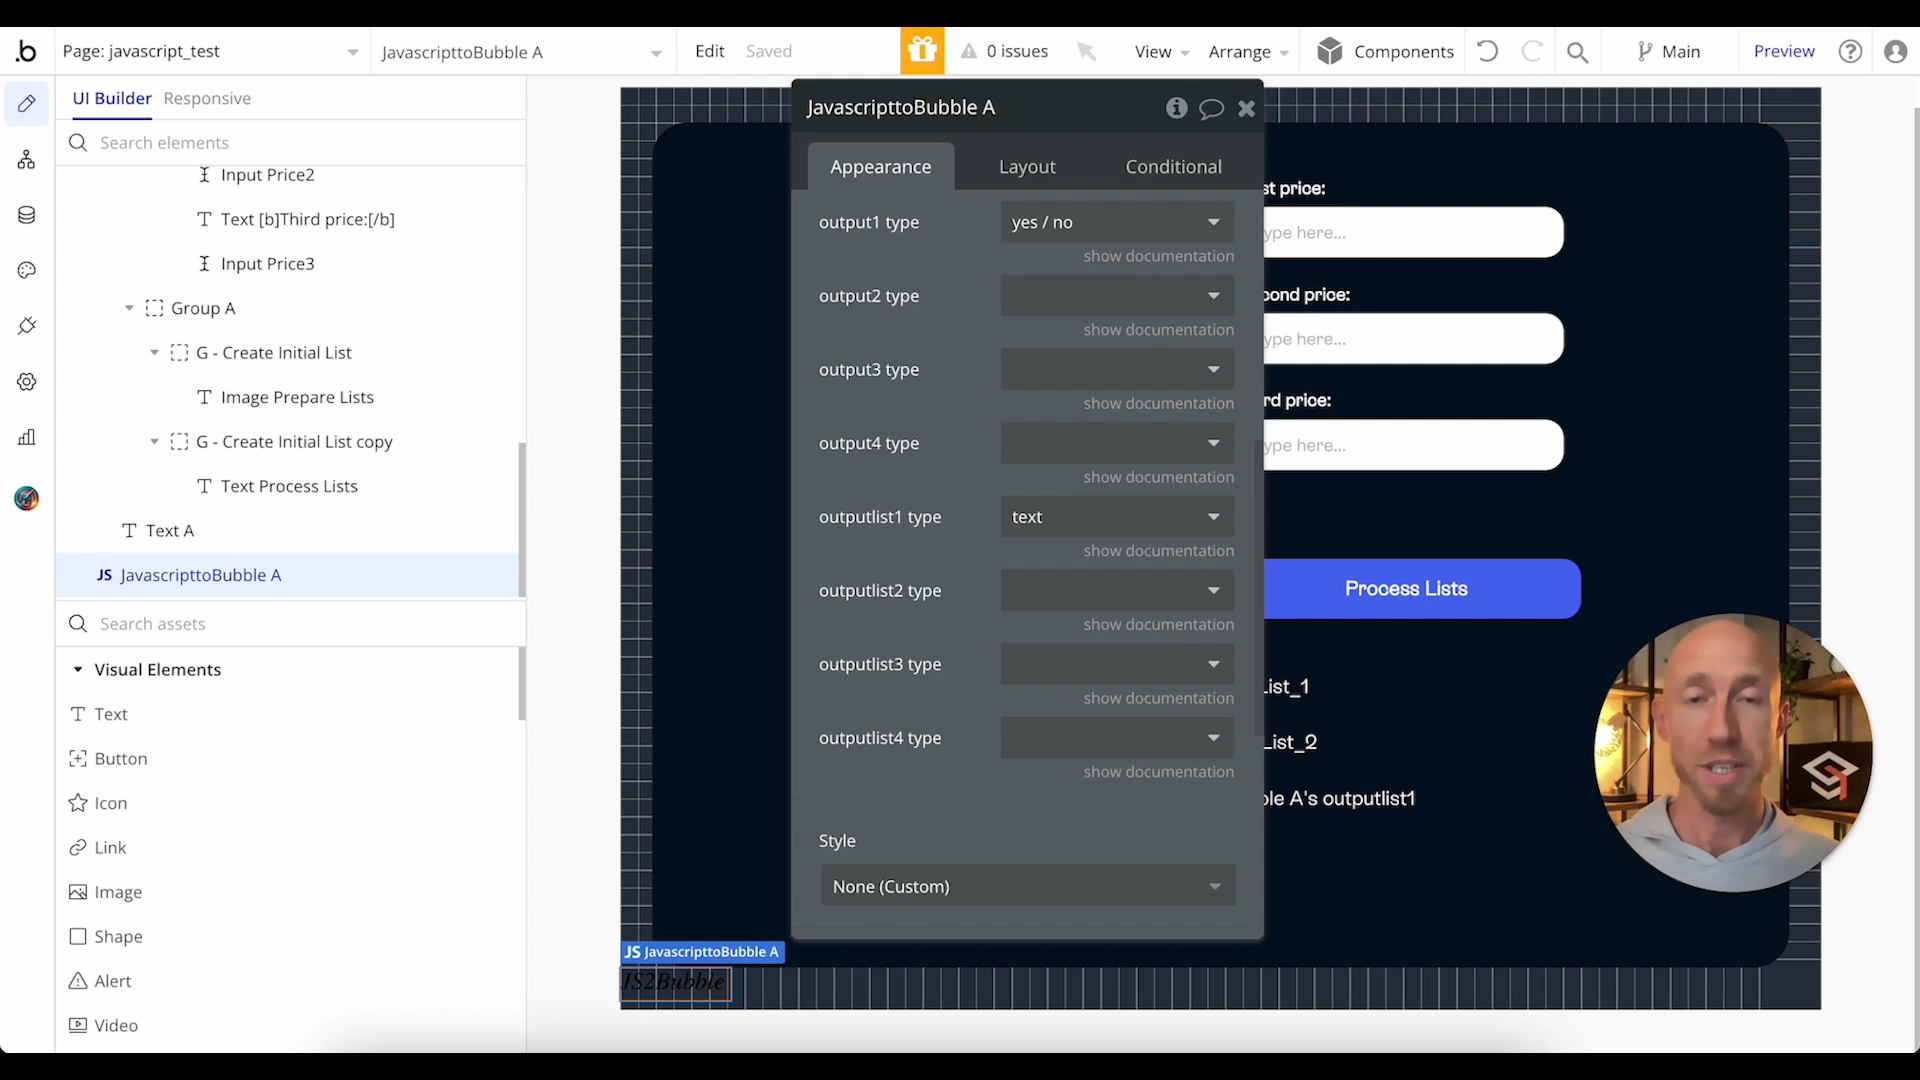 .b
Page: javascript_test
JavascripttoBubble A
Edit
Saved
0 issues
View
Arrange
Components
Main
Preview
UI Builder
Responsive
Search elements
Input Price2
Text [b]Third price:[/b]
Input Price3
Group A
G - Create Initial List
Image Prepare Lists
G - Create Initial List copy
Text Process Lists
Text A
JS JavascripttoBubble A
Search assets
Visual Elements
Text
Button
Icon
Link
Image
Shape
Alert
Video
JavascripttoBubble A
Appearance
Layout
Conditional
output1 type
yes / no
show documentation
output2 type
show documentation
output3 type
show documentation
output4 type
show documentation
outputlist1 type
text
show documentation
outputlist2 type
show documentation
outputlist3 type
show documentation
outputlist4 type
show documentation
Style
None (Custom)
st price:
ype here...
cond price:
ype here...
rd price:
ype here...
Process Lists
List_1
List_2
ble A's outputlist1
JS JavascripttoBubble A
JS2Bubble